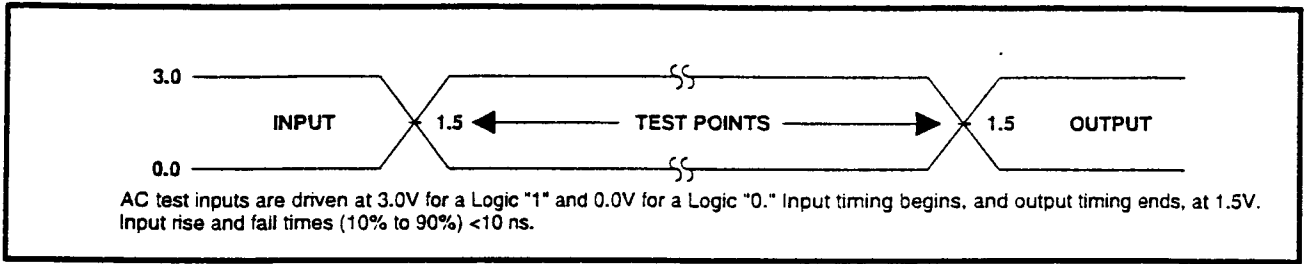 3.0
INPUT 1.5 TEST POINTS 1.5 OUTPUT
0.0
AC test inputs are driven at 3.0V for a Logic "1" and 0.0V for a Logic "0." Input timing begins, and output timing ends, at 1.5V.
Input rise and fall times (10% to 90%) <10 ns.